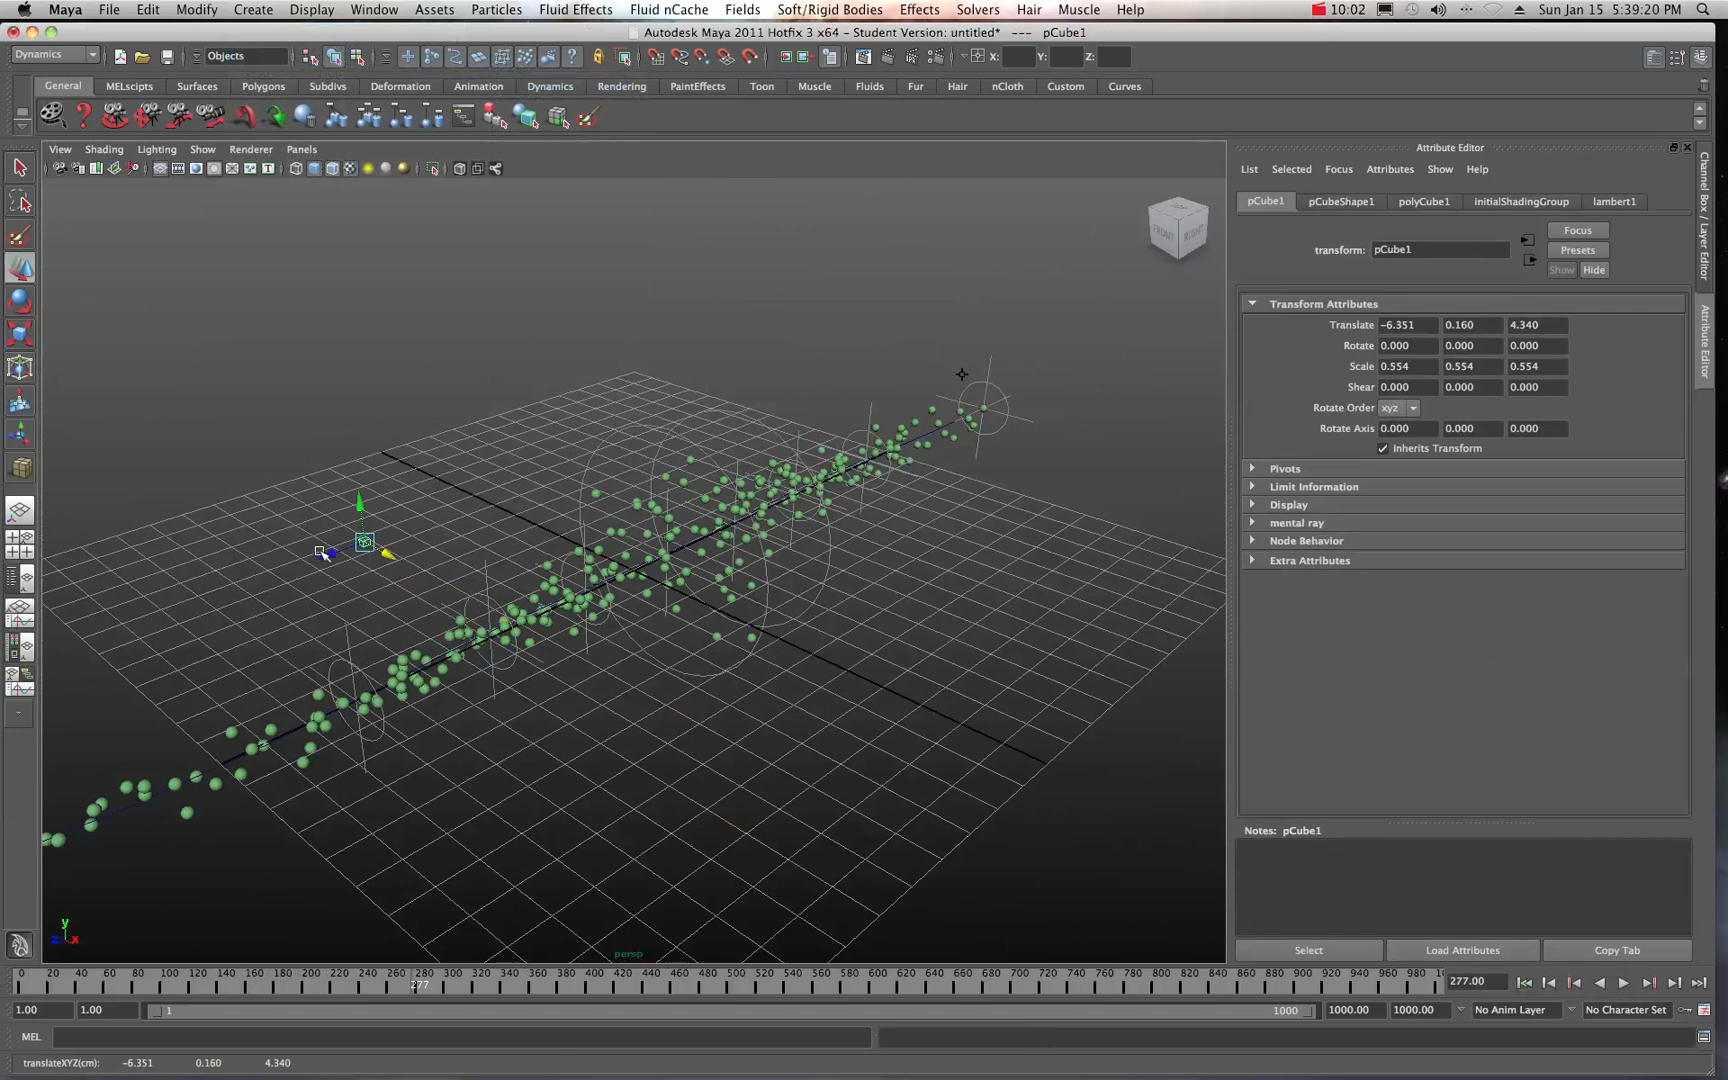 Maya File Edit Modify Create Display Window Assets Particles Fluid Effects Fluid nCache Fields Soft/Rigid Bodies Effects Solvers Hair Muscle Help 10:02 Sun Jan 15 5:39:20 PM
Autodesk Maya 2011 Hotfix 3 x64 - Student Version: untitled* --- pCube1
Dynamics Objects X: Y: Z:
General MELscipts Surfaces Polygons Subdivs Deformation Animation Dynamics Rendering PaintEffects Toon Muscle Fluids Fur Hair nCloth Custom Curves
View Shading Lighting Show Renderer Panels
Attribute Editor
List Selected Focus Attributes Show Help
pCube1 pCubeShape1 polyCube1 initialShadingGroup lambert1
Focus
transform: pCube1
Presets
Show Hide
Transform Attributes
Translate -6.351 0.160 4.340
Rotate 0.000 0.000 0.000
Scale 0.554 0.554 0.554
Shear 0.000 0.000 0.000
Rotate Order xyz
Rotate Axis 0.000 0.000 0.000
Inherits Transform
Pivots
Limit Information
Display
mental ray
Node Behavior
Extra Attributes
Notes: pCube1
Select Load Attributes Copy Tab
Channel Box / Layer Editor
Attribute Editor
FRONT RIGHT
y
z x
persp
0 20 40 60 80 100 120 140 160 180 200 220 240 260 280 300 320 340 360 380 400 420 440 460 480 500 520 540 560 580 600 620 640 660 680 700 720 740 760 780 800 820 840 860 880 900 920 940 960 980
277
277.00
1.00 1.00 1 1000 1000.00 1000.00 No Anim Layer No Character Set
MEL
translateXYZ(cm): -6.351 0.160 4.340